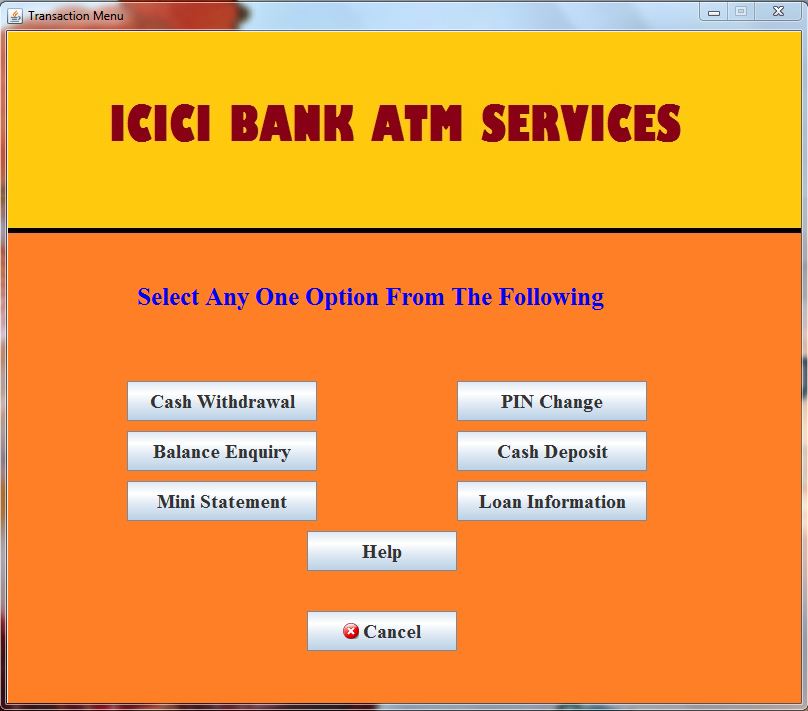 Transaction Menu
ICICI BANK ATM SERVICES
Select Any One Option From The Following
Cash Withdrawal
PIN Change
Balance Enquiry
Cash Deposit
Mini Statement
Loan Information
Help
Cancel